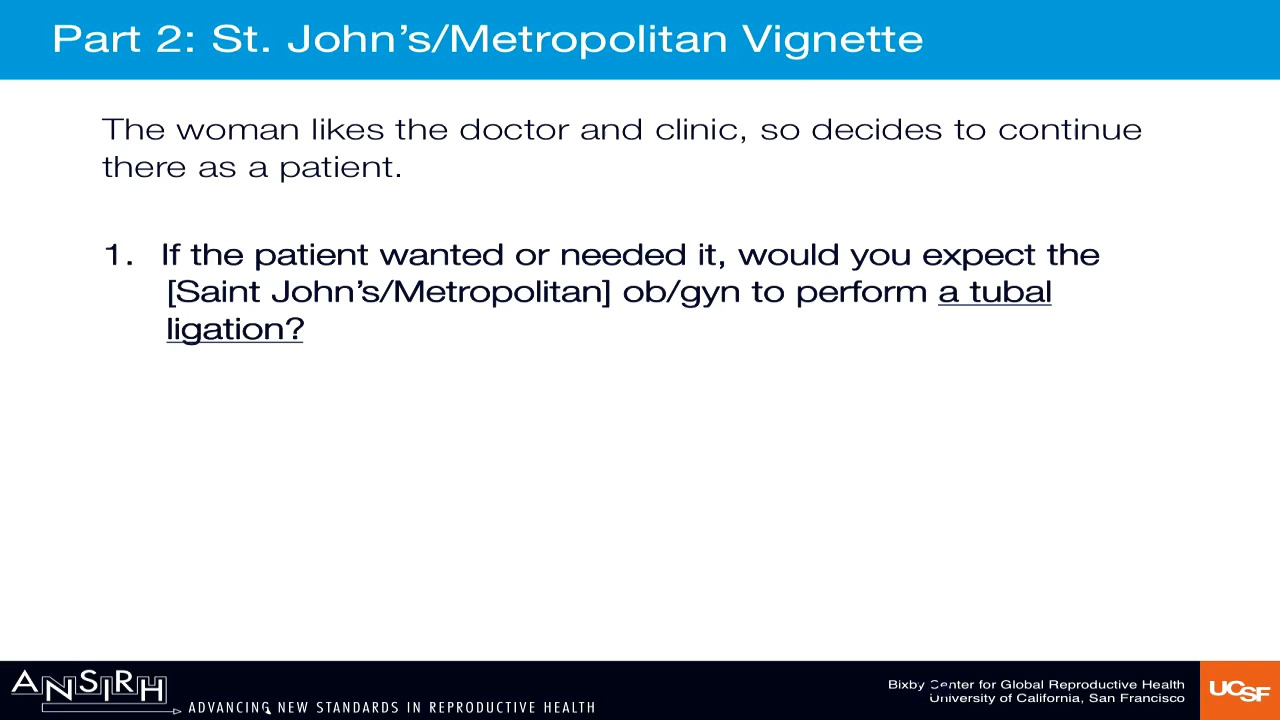 Part 2: St. John's/Metropolitan Vignette
The woman likes the doctor and clinic, so decides to continue
there as a patient.
1. If the patient wanted or needed it, would you expect the
[Saint John's/Metropolitan] ob/gyn to perform a tubal
ligation?
ANSIRH
ADVANCING NEW STANDARDS IN REPRODUCTIVE HEALTH
Bixby Center for Global Reproductive Health
University of California, San Francisco
UCSF